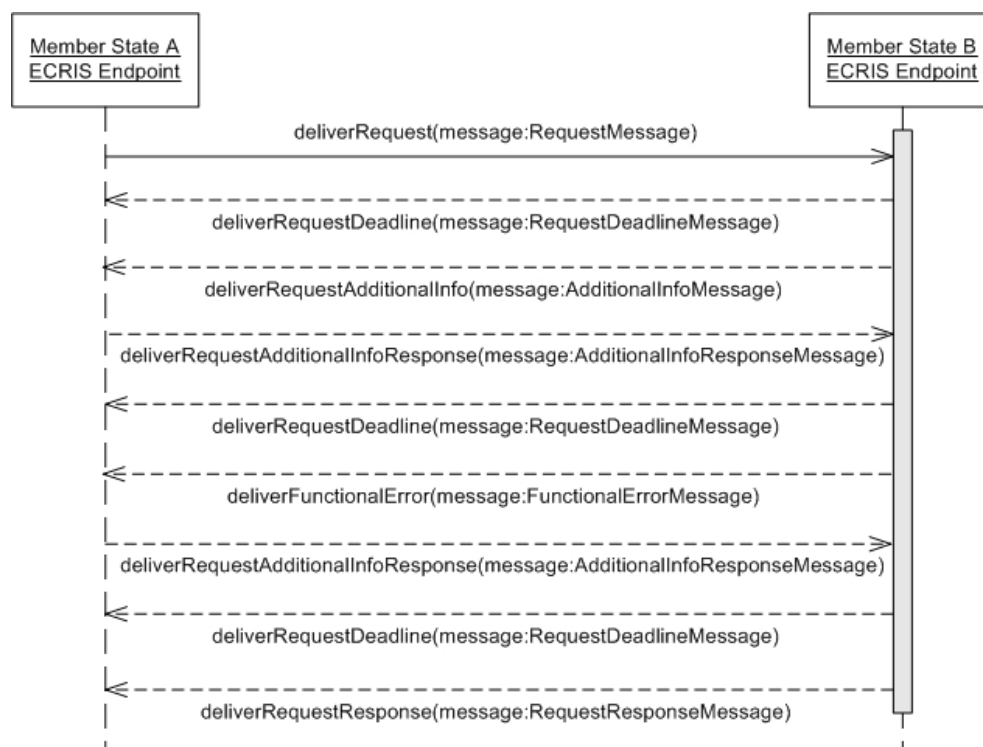 Member State A
ECRIS Endpoint
Member State B
ECRIS Endpoint
deliverRequest(message:RequestMessage)
deliverRequestDeadline(message:RequestDeadlineMessage)
deliverRequestAdditionalInfo(message:AdditionalInfoMessage)
deliverRequestAdditionalInfoResponse(message:AdditionalInfoResponseMessage)
deliverRequestDeadline(message:RequestDeadlineMessage)
deliverFunctionalError(message:FunctionalErrorMessage)
deliverRequestAdditionalInfoResponse(message:AdditionalInfoResponseMessage)
deliverRequestDeadline(message:RequestDeadlineMessage)
deliverRequestResponse(message:RequestResponseMessage)